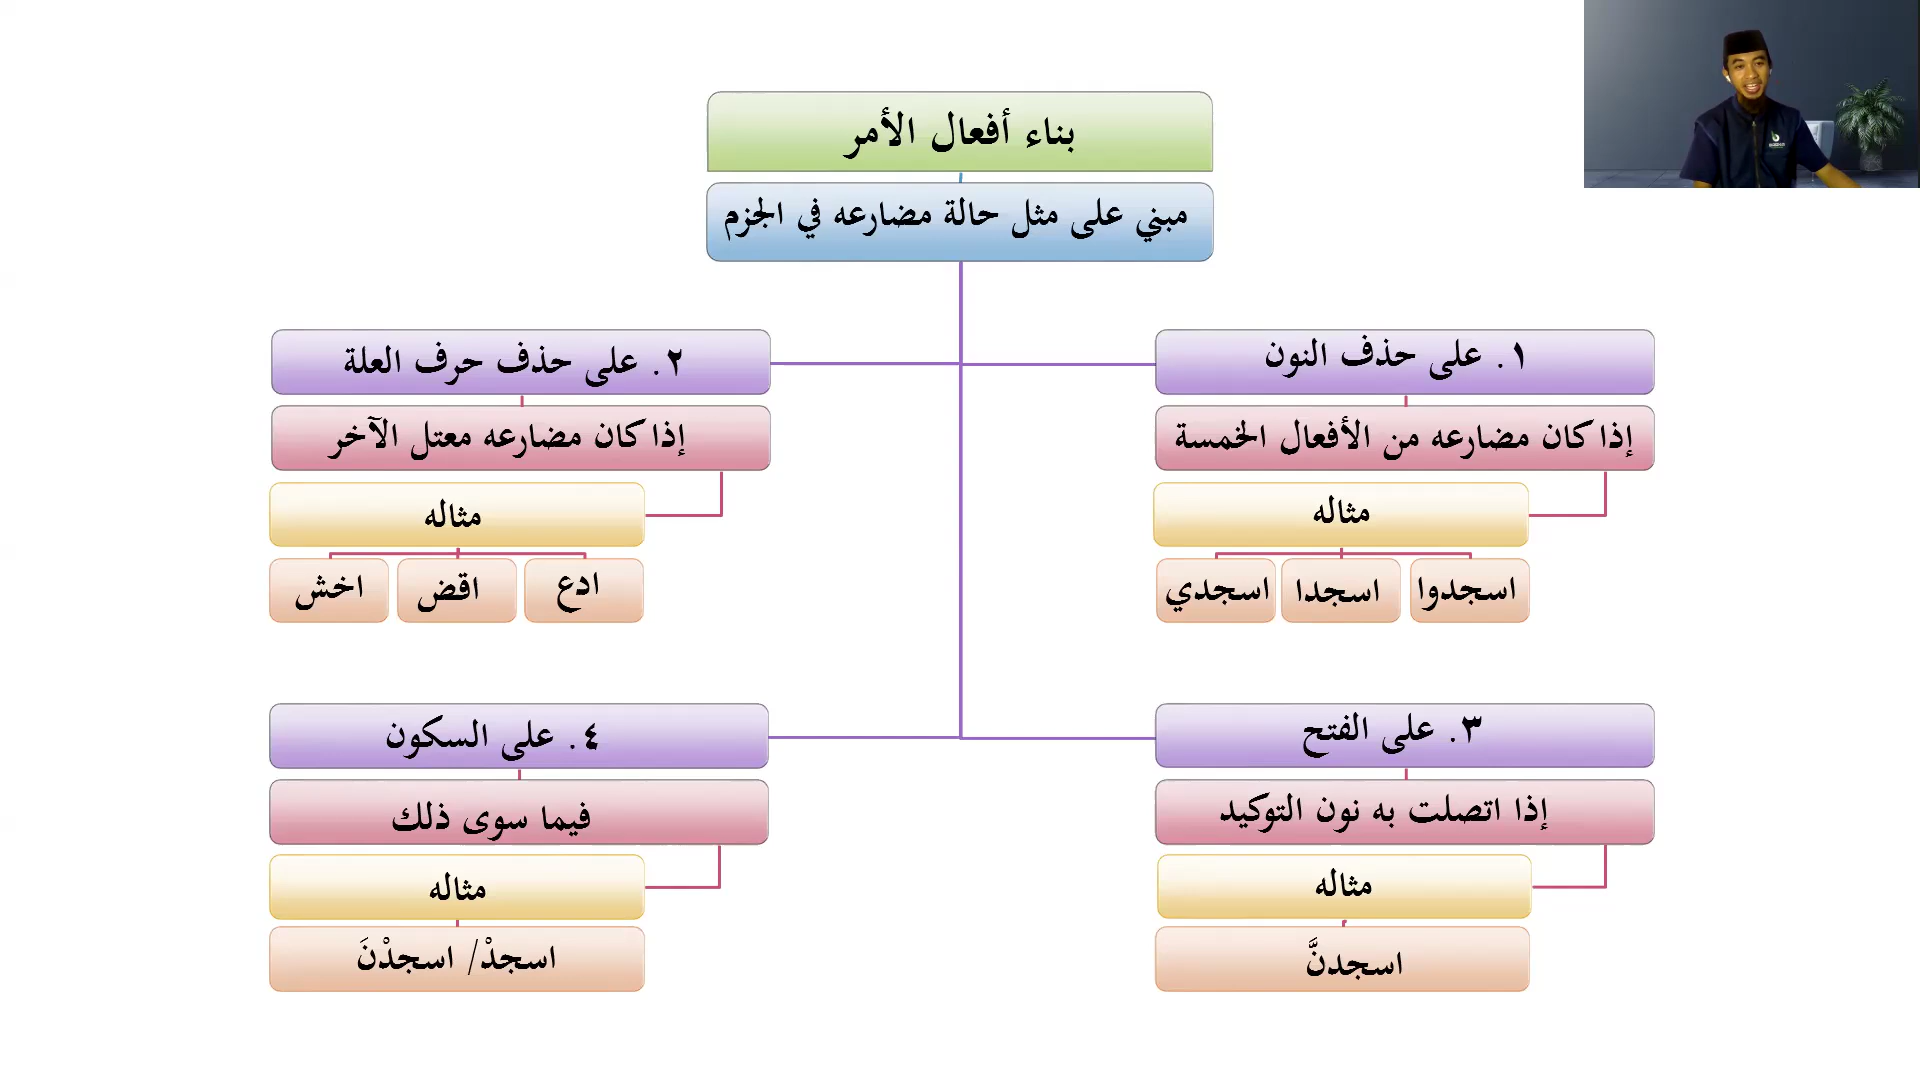 بناء أفعال الأمر
مبني على مثل حالة مضارعه في الجزم
١. على حذف النون
إذا كان مضارعه من الأفعال الخمسة
مثاله
اسجدوا
اسجدا
اسجدي
٢. على حذف حرف العلة
إذا كان مضارعه معتل الآخر
مثاله
ادع
اقض
اخش
٣. على الفتح
إذا اتصلت به نون التوكيد
مثاله
اسجدنَّ
٤. على السكون
فيما سوى ذلك
مثاله
اسجدْ/ اسجدْنَ